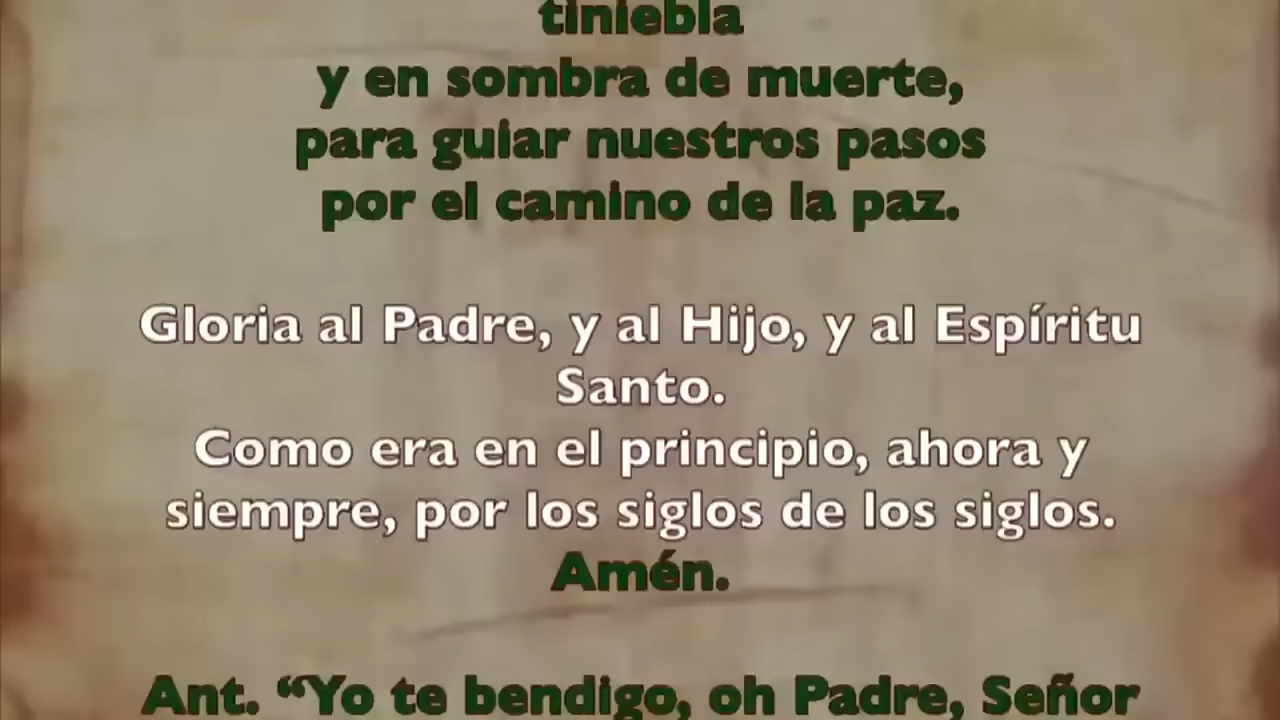 tiniebla
y en sombra de muerte,
para guiar nuestros pasos
por el camino de la paz.
Gloria al Padre, y al Hijo, y al Espíritu
Santo.
Como era en el principio, ahora y
siempre, por los siglos de los siglos.
Amén.
Ant. “Yo te bendigo, oh Padre, Señor